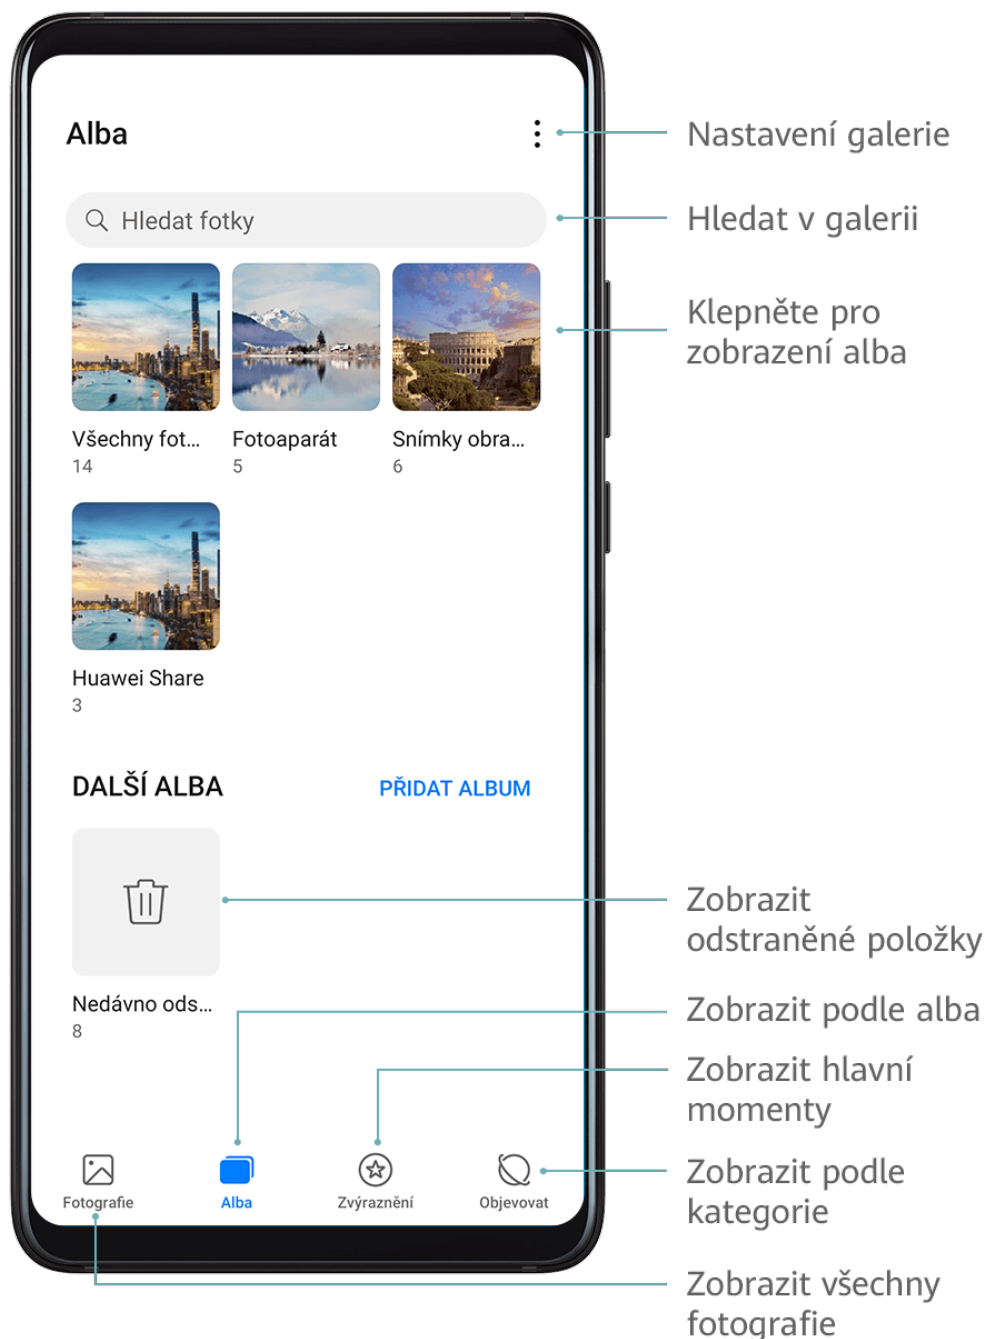 Alba
Nastavení galerie
Hledat fotky
Hledat v galerii
Klepněte pro
zobrazení alba
Všechny fot...
Fotoaparát
Snímky obra...
14
5
6
Huawei Share
3
DALŠÍ ALBA
PŘIDAT ALBUM
Zobrazit
odstraněné položky
Nedávno ods...
8
Zobrazit podle alba
Zobrazit hlavní
momenty
Zobrazit podle
kategorie
Fotografie
Alba
Zvýraznění
Objevovat
Zobrazit všechny
fotografie